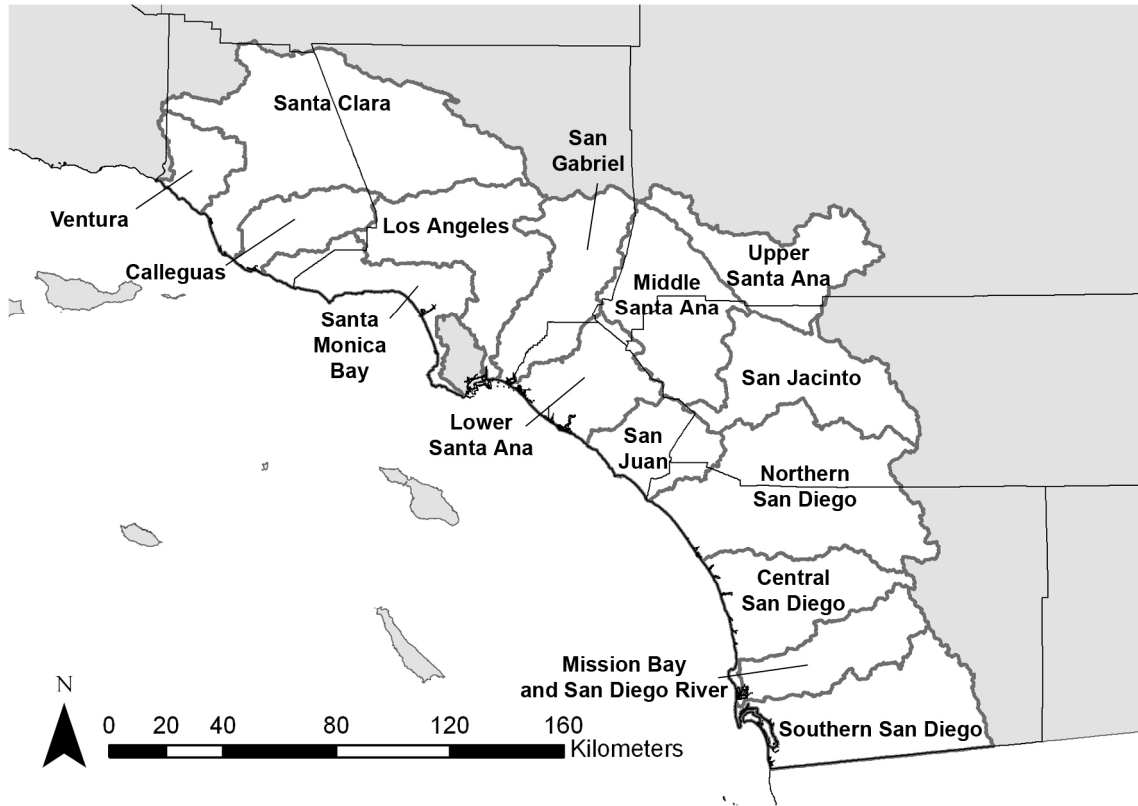 Santa Clara
San
Gabriel
Ventura
Los Angeles
Calleguas
Upper
Santa Ana
Middle
Santa Ana
Santa
Monica
Bay
San Jacinto
Lower
Santa Ana
San
Juan
Northern
San Diego
Central
San Diego
Mission Bay
and San Diego River
Southern San Diego
N
0 20 40 80 120 160
Kilometers